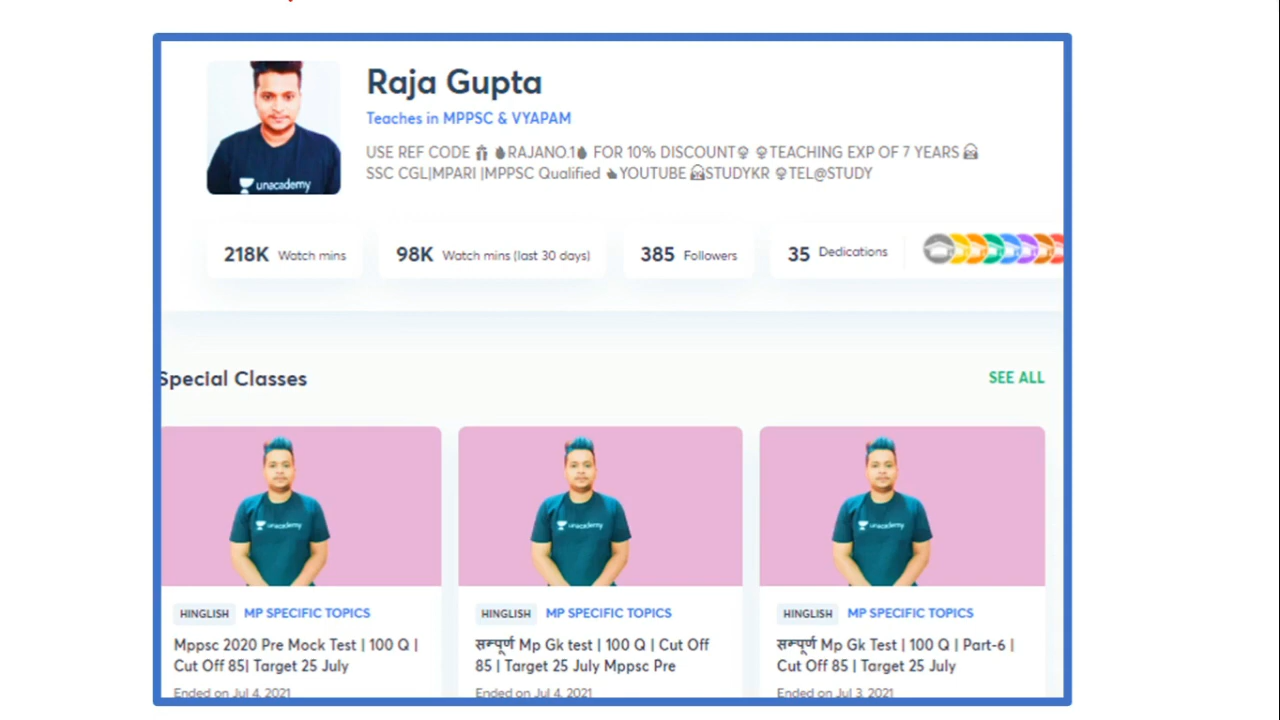 Raja Gupta
Teaches in MPPSC & VYAPAM
USE REF CODE RAJANO.1 FOR 10% DISCOUNT TEACHING EXP OF 7 YEARS
SSC CGL|MPARI |MPPSC Qualified YOUTUBE STUDYKR TEL@STUDY
unacademy
218K Watch mins 98K Watch mins (last 30 days) 385 Followers 35 Dedications
Special Classes SEE ALL
unacademy unacademy unacademy
HINGLISH MP SPECIFIC TOPICS
Mppsc 2020 Pre Mock Test | 100 Q |
Cut Off 85| Target 25 July
Ended on Jul 4, 2021
HINGLISH MP SPECIFIC TOPICS
सम्पूर्ण Mp Gk test | 100 Q | Cut Off
85 | Target 25 July Mppsc Pre
Ended on Jul 4, 2021
HINGLISH MP SPECIFIC TOPICS
सम्पूर्ण Mp Gk Test | 100 Q | Part-6 |
Cut Off 85 | Target 25 July
Ended on Jul 3, 2021